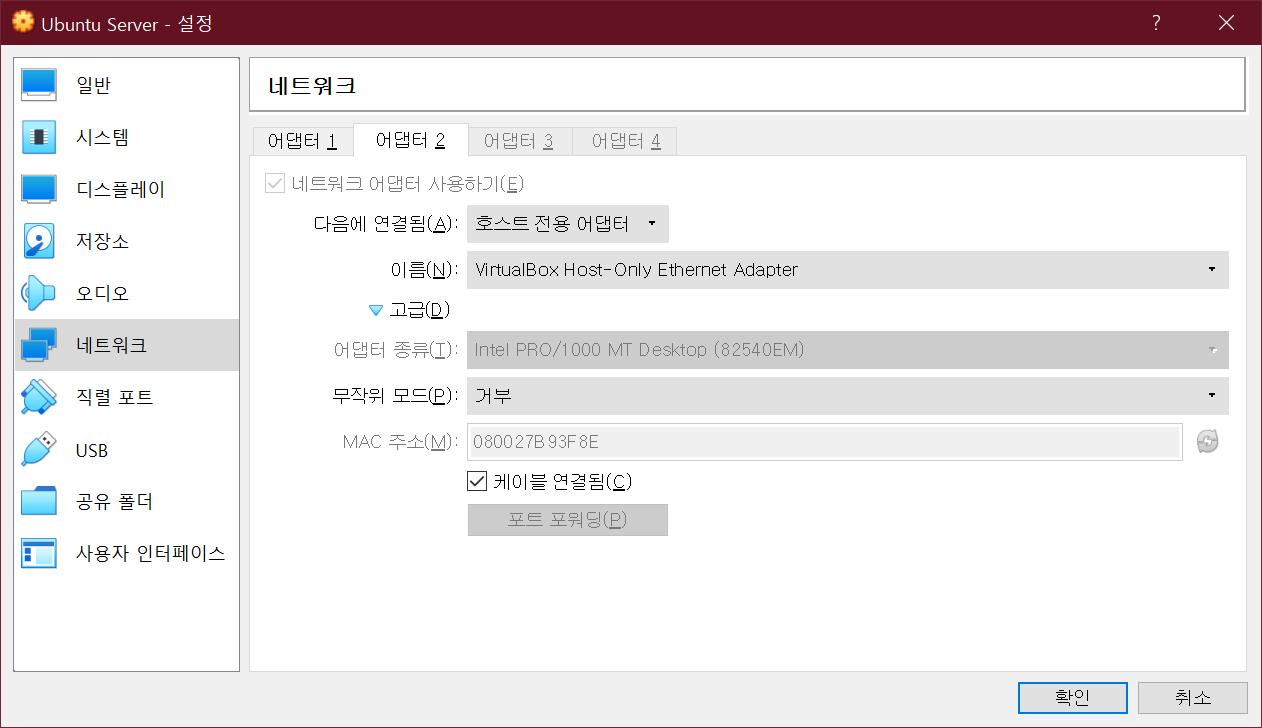 Ubuntu Server - 설정
?
일반
시스템
디스플레이
저장소
오디오
네트워크
직렬 포트
USB
공유 폴더
사용자 인터페이스
네트워크
어댑터 1 어댑터 2 어댑터 3 어댑터 4
네트워크 어댑터 사용하기(E)
다음에 연결됨(A): 호스트 전용 어댑터
이름(N): VirtualBox Host-Only Ethernet Adapter
고급(D)
어댑터 종류(T): Intel PRO/1000 MT Desktop (82540EM)
무작위 모드(P): 거부
MAC 주소(M): 080027B93F8E
케이블 연결됨(C)
포트 포워딩(P)
확인 취소